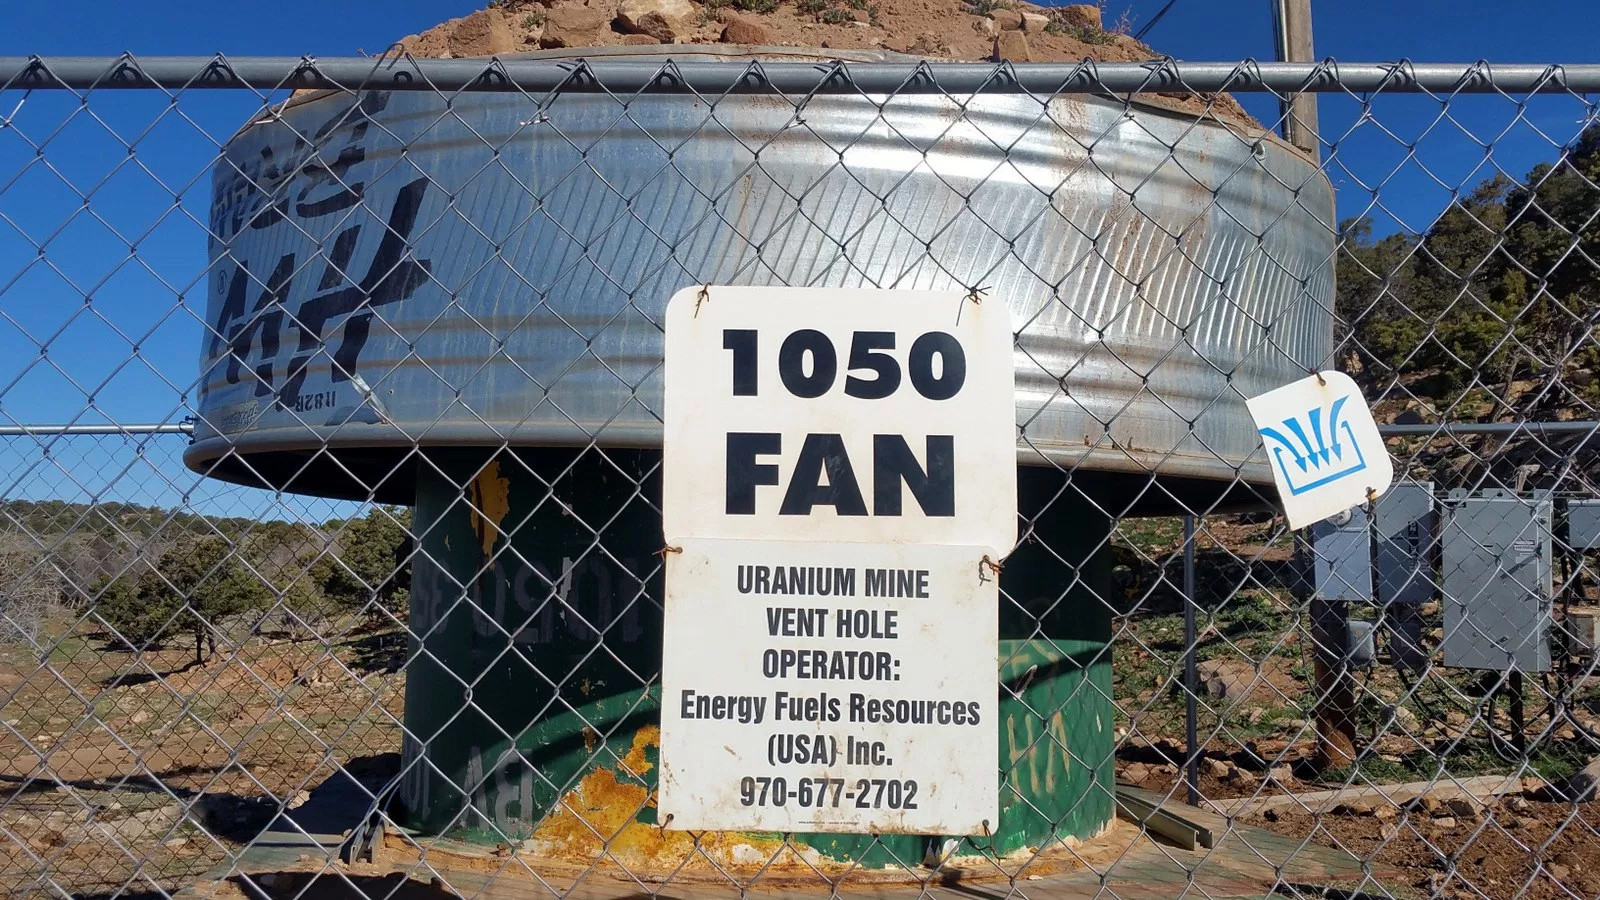 1050
FAN
URANIUM MINE
VENT HOLE
OPERATOR:
Energy Fuels Resources
(USA) Inc.
970-677-2702